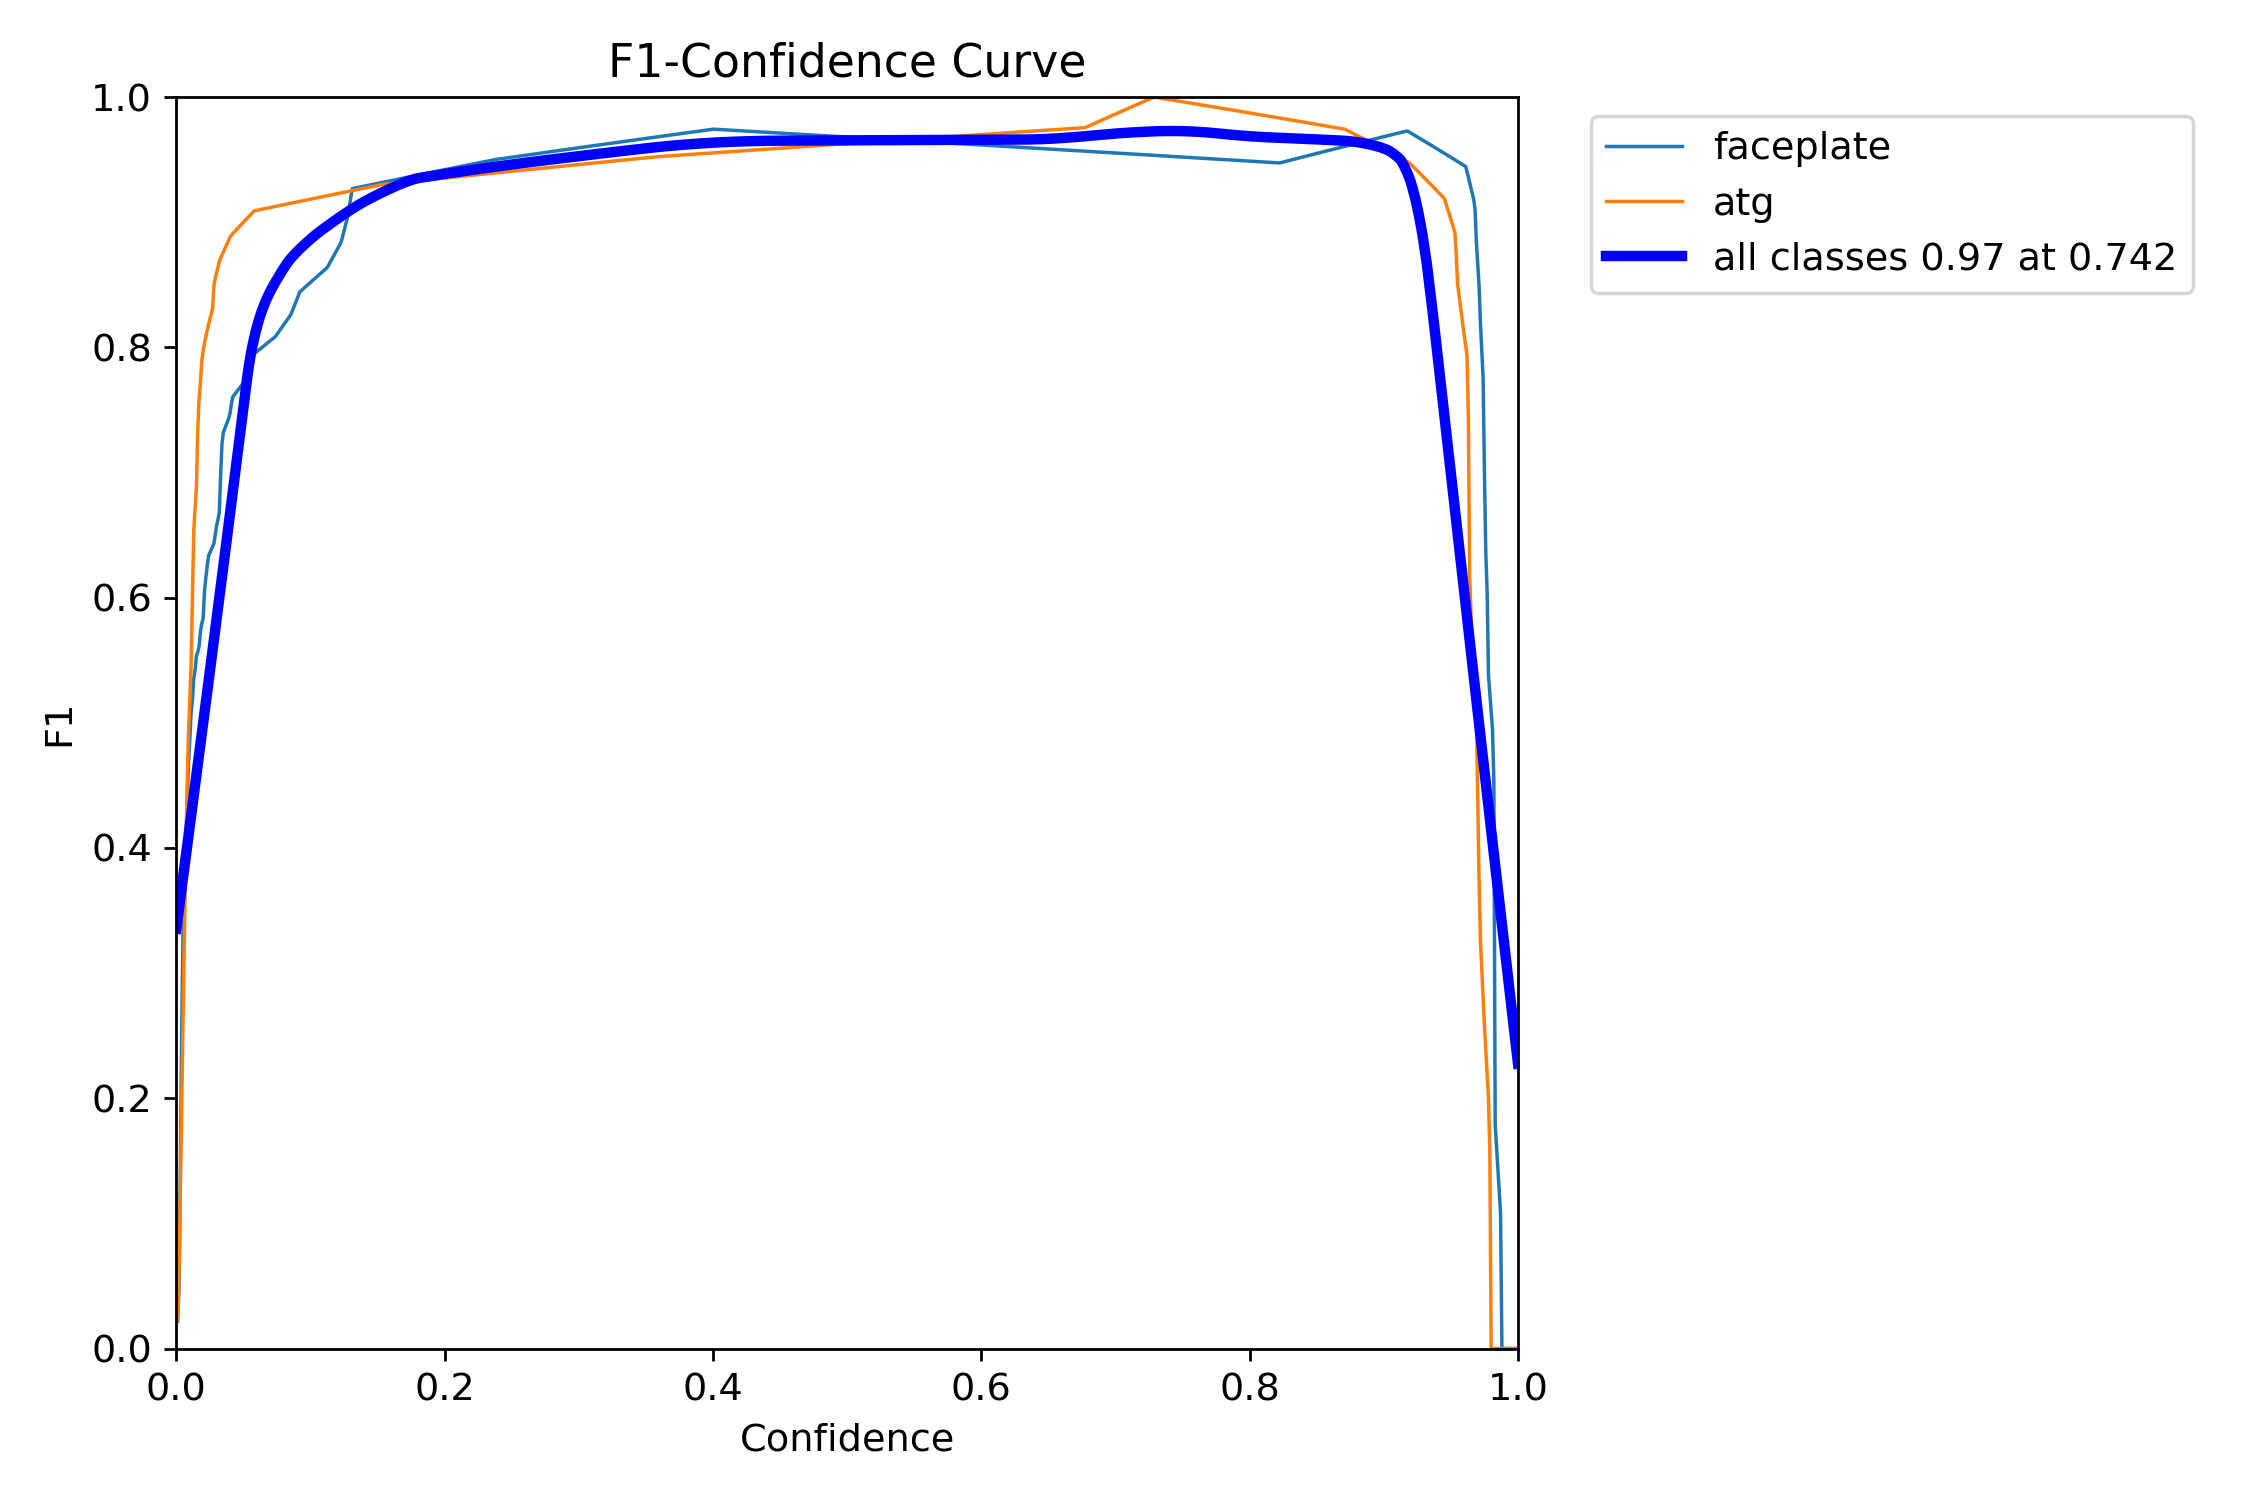 F1-Confidence Curve
1.0
0.8
0.6
0.4
0.2
0.0
F1
0.0 0.2 0.4 0.6 0.8 1.0
Confidence
faceplate
atg
all classes 0.97 at 0.742